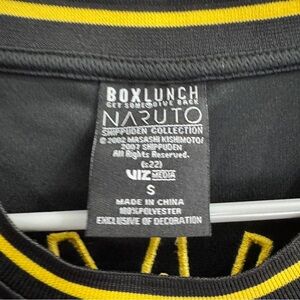 BOXLUNCH
GET SOME GIVE BACK
NARUTO
SHIPPUDEN COLLECTION
© 2002 MASASHI KISHIMOTO/
2007 SHIPPUDEN
All Rights Reserved.
(s22)
VIZ MEDIA
S
MADE IN CHINA
100%POLYESTER
EXCLUSIVE OF DECORATION